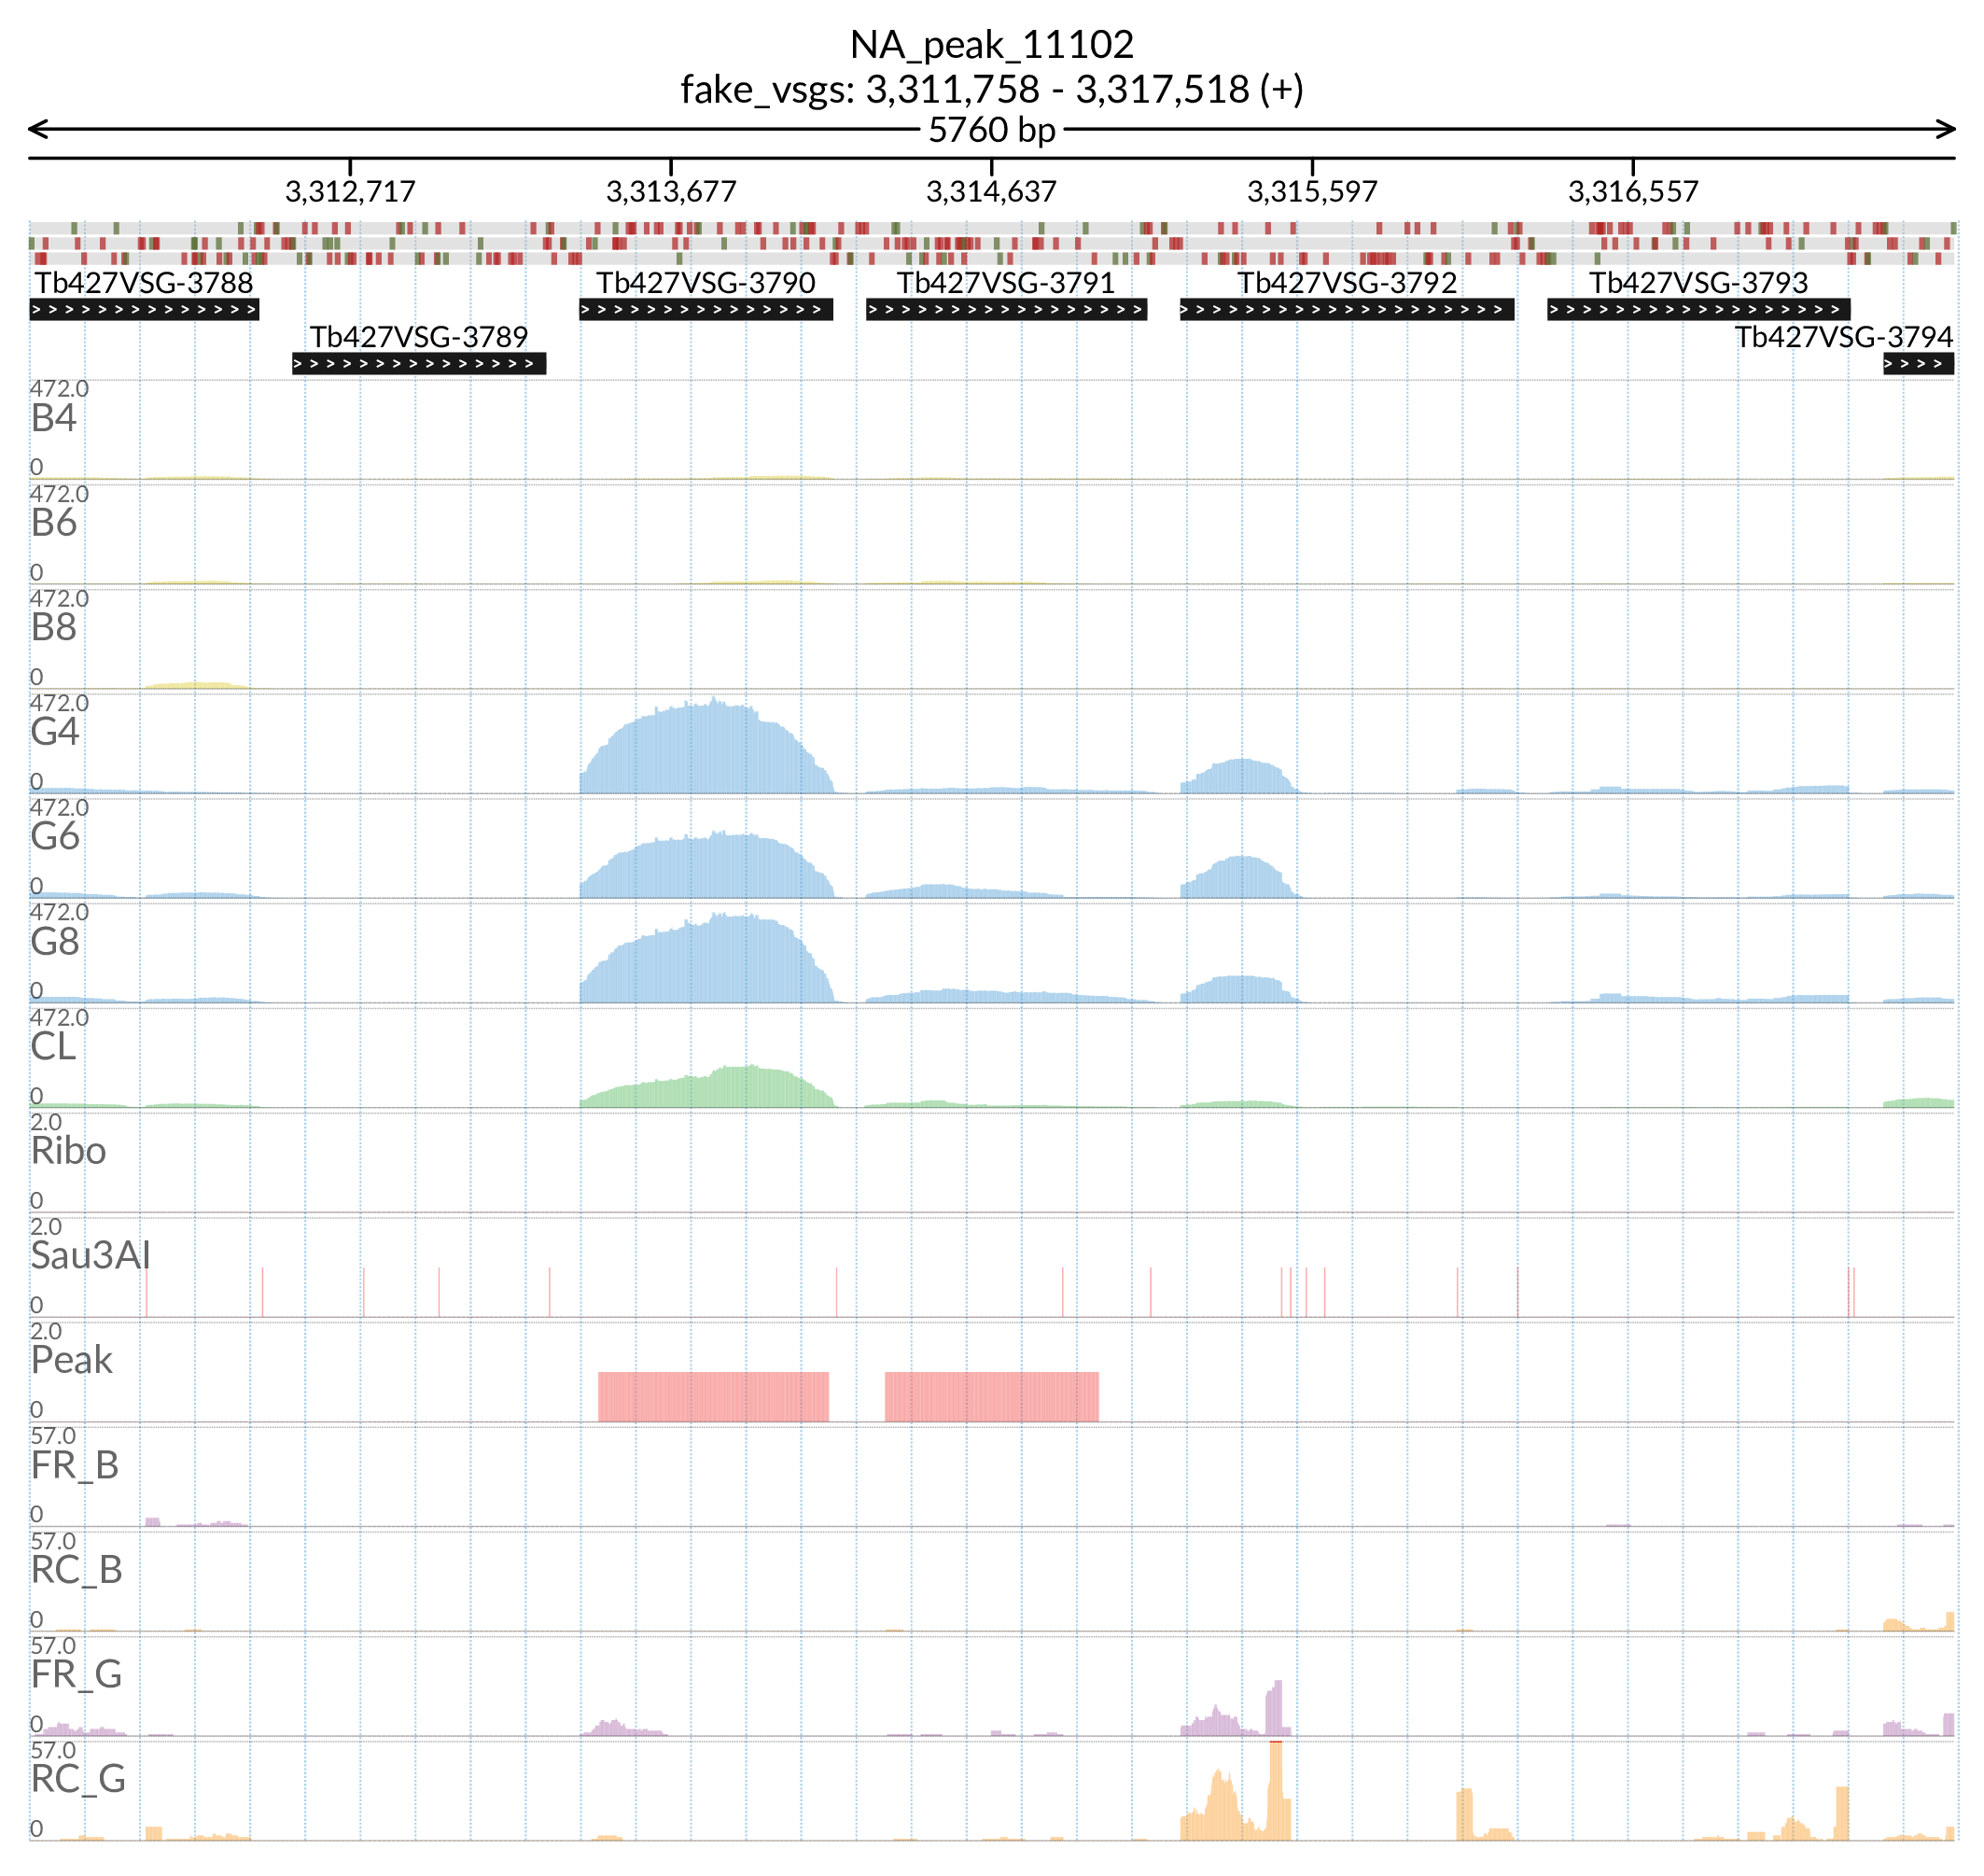 NA_peak_11102
fake_vsgs: 3,311,758 - 3,317,518 (+)
5760 bp
3,312,717 3,313,677 3,314,637 3,315,597 3,316,557
Tb427VSG-3788 Tb427VSG-3790 Tb427VSG-3791 Tb427VSG-3792 Tb427VSG-3793
Tb427VSG-3789 Tb427VSG-3794
472.0
B4
0
472.0
B6
0
472.0
B8
0
472.0
G4
0
472.0
G6
0
472.0
G8
0
472.0
CL
0
2.0
Ribo
0
2.0
Sau3AI
0
2.0
Peak
0
57.0
FR_B
0
57.0
RC_B
0
57.0
FR_G
0
57.0
RC_G
0